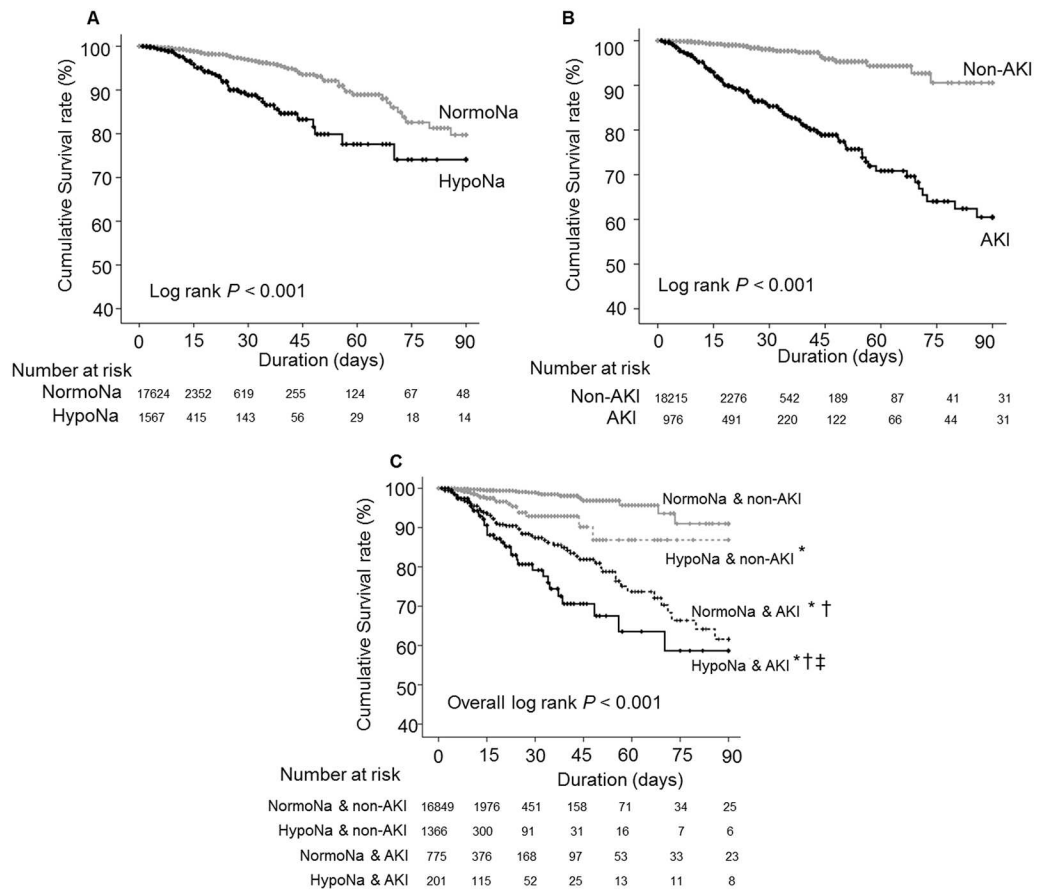 A
Cumulative Survival rate (%)
100
90
80
70
60
50
40
NormoNa
HypoNa
Log rank P < 0.001
0 15 30 45 60 75 90
Duration (days)
Number at risk
NormoNa 17624 2352 619 255 124 67 48
HypoNa 1567 415 143 56 29 18 14
B
Cumulative Survival rate (%)
100
90
80
70
60
50
40
Non-AKI
AKI
Log rank P < 0.001
0 15 30 45 60 75 90
Duration (days)
Number at risk
Non-AKI 18215 2276 542 189 87 41 31
AKI 976 491 220 122 66 44 31
C
Cumulative Survival rate (%)
100
90
80
70
60
50
40
NormoNa & non-AKI
HypoNa & non-AKI *
NormoNa & AKI * †
HypoNa & AKI *†‡
Overall log rank P < 0.001
0 15 30 45 60 75 90
Duration (days)
Number at risk
NormoNa & non-AKI 16849 1976 451 158 71 34 25
HypoNa & non-AKI 1366 300 91 31 16 7 6
NormoNa & AKI 775 376 168 97 53 33 23
HypoNa & AKI 201 115 52 25 13 11 8